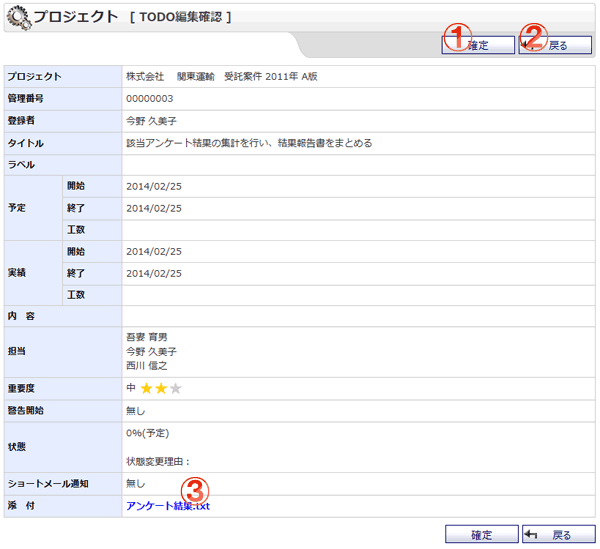 プロジェクト [ TODO編集確認 ]
① 確定 ② 戻る
プロジェクト 株式会社 関東運輸 受託案件 2011年 A版
管理番号 00000003
登録者 今野 久美子
タイトル 該当アンケート結果の集計を行い、結果報告書をまとめる
ラベル
予定 開始 2014/02/25
終了 2014/02/25
工数
実績 開始 2014/02/25
終了 2014/02/25
工数
内 容
担当 吾妻 育男
今野 久美子
西川 信之
重要度 中 ★★★
警告開始 無し
状態 0%(予定)
状態変更理由：
ショートメール通知 無し
③
添 付 アンケート結果.txt
確定 戻る